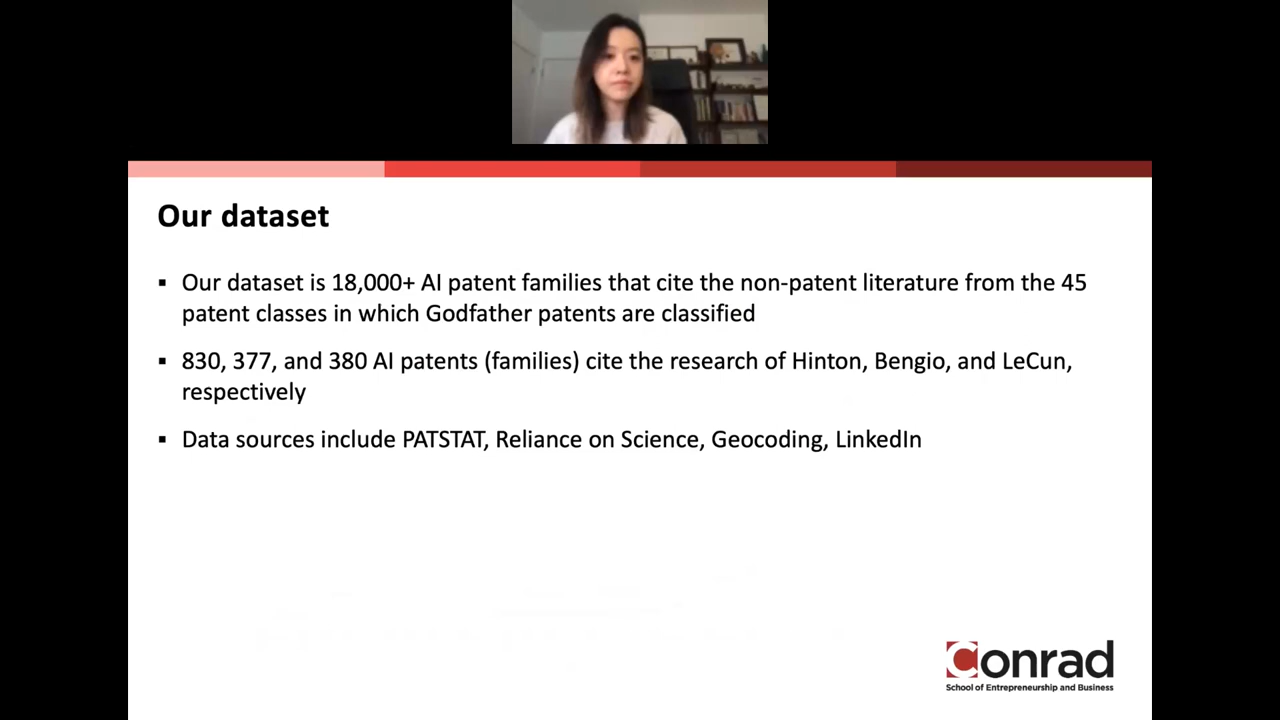 Our dataset
▪ Our dataset is 18,000+ AI patent families that cite the non-patent literature from the 45
patent classes in which Godfather patents are classified
▪ 830, 377, and 380 AI patents (families) cite the research of Hinton, Bengio, and LeCun,
respectively
▪ Data sources include PATSTAT, Reliance on Science, Geocoding, LinkedIn
Conrad
School of Entrepreneurship and Business